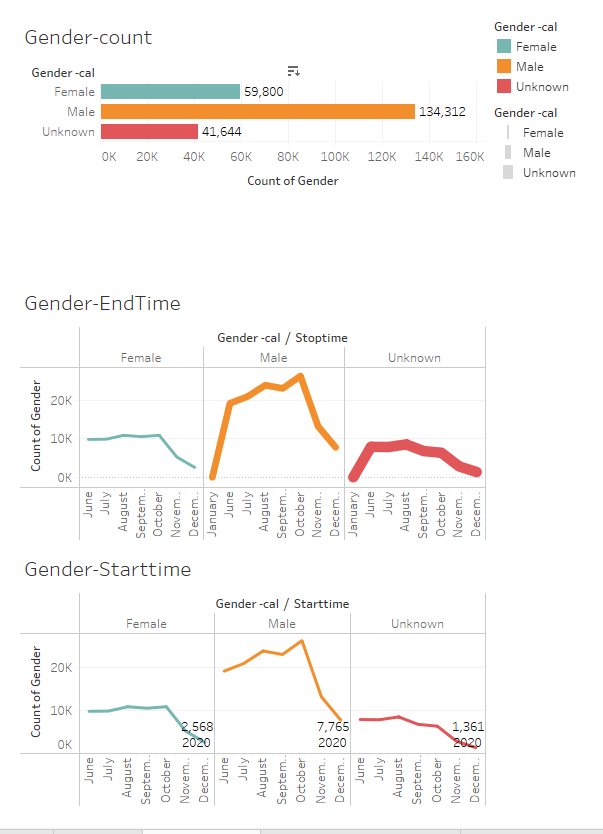 Gender-count
Gender -cal
Female 59,800
Male 134,312
Unknown 41,644
0K 20K 40K 60K 80K 100K 120K 140K 160K
Count of Gender
Gender -cal
Female
Male
Unknown
Gender -cal
Female
Male
Unknown
Gender-EndTime
Gender -cal / Stoptime
Female Male Unknown
Count of Gender
20K
10K
0K
June July August Septem.. October Novem.. Decem.. January June July August Septem.. October Novem.. Decem.. January June July August Septem.. October Novem.. Decem..
Gender-Starttime
Gender -cal / Starttime
Female Male Unknown
Count of Gender
20K
10K
0K
2,568 7,765 1,361
2020 2020 2020
June July August Septem.. October Novem.. Decem.. June July August Septem.. October Novem.. Decem.. June July August Septem.. October Novem.. Decem..